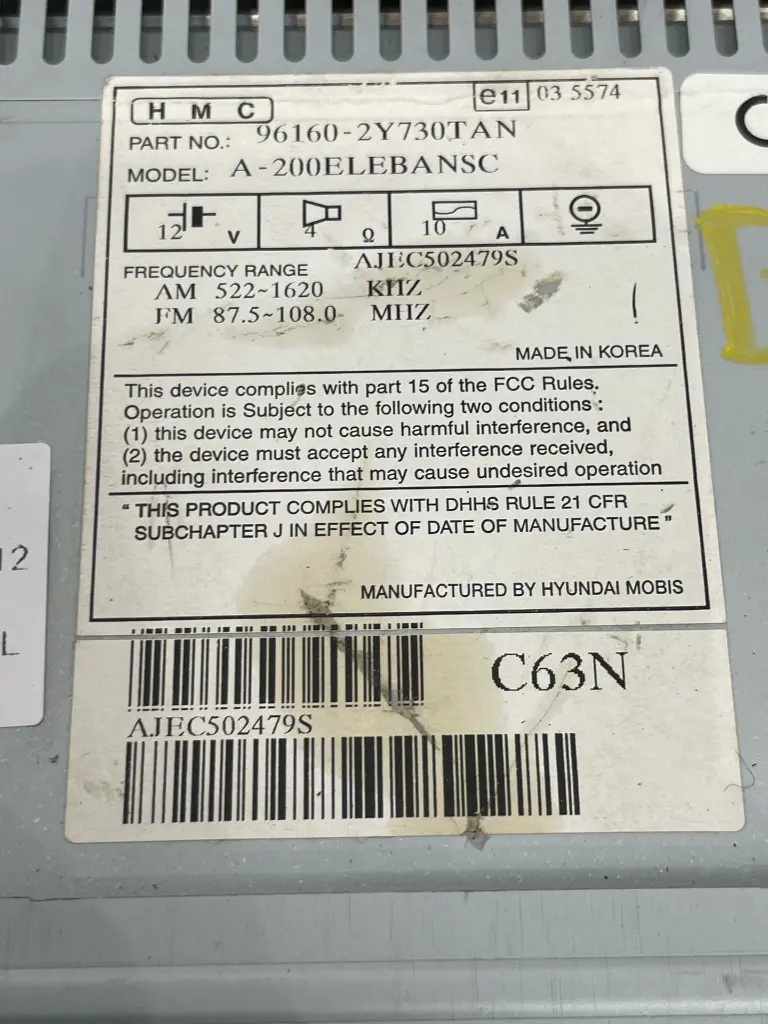 HMC
e11 03 5574
PART NO.: 96160-2Y730TAN
MODEL: A-200ELEBANSC
12 V
4 Ω
10 A
FREQUENCY RANGE AJEC502479S
AM 522~1620 KHZ
FM 87.5~108.0 MHZ
MADE IN KOREA
This device complies with part 15 of the FCC Rules.
Operation is Subject to the following two conditions :
(1) this device may not cause harmful interference, and
(2) the device must accept any interference received,
including interference that may cause undesired operation
“ THIS PRODUCT COMPLIES WITH DHHS RULE 21 CFR
SUBCHAPTER J IN EFFECT OF DATE OF MANUFACTURE ”
MANUFACTURED BY HYUNDAI MOBIS
C63N
AJEC502479S
12
L